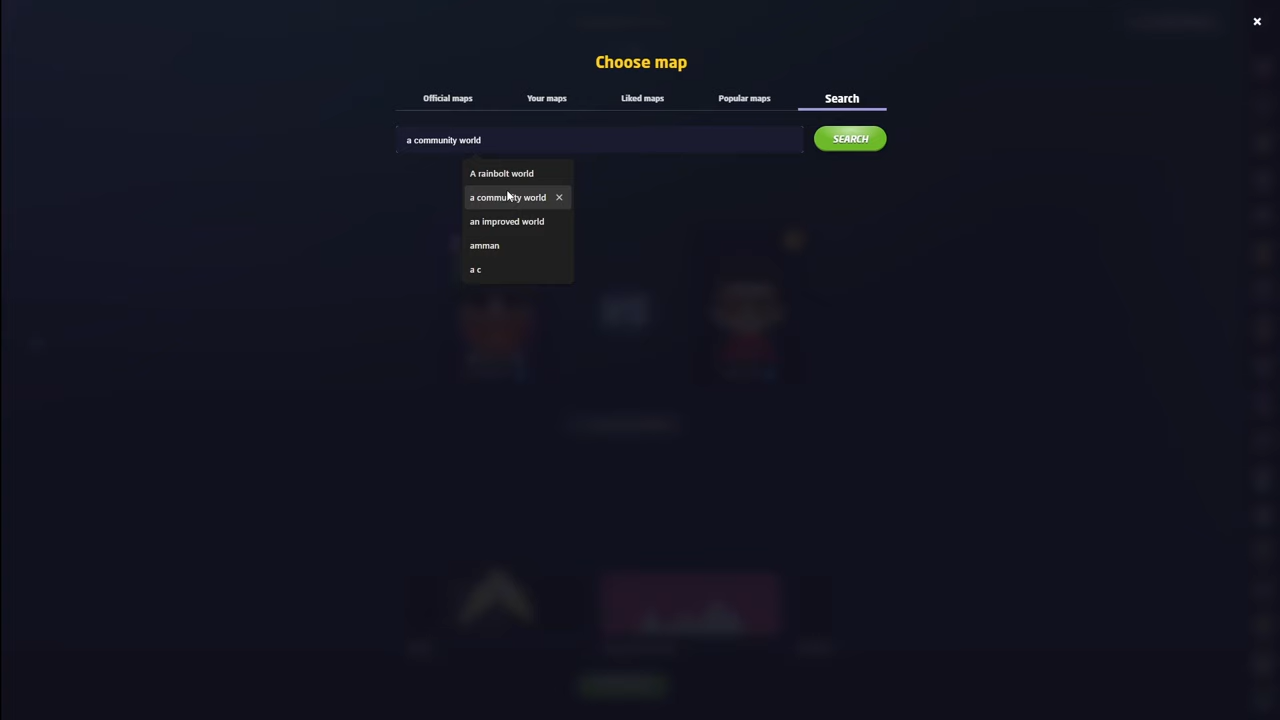 Choose map
Official maps
Your maps
Liked maps
Popular maps
Search
a community world
SEARCH
A rainbolt world
a community world
an improved world
amman
a c